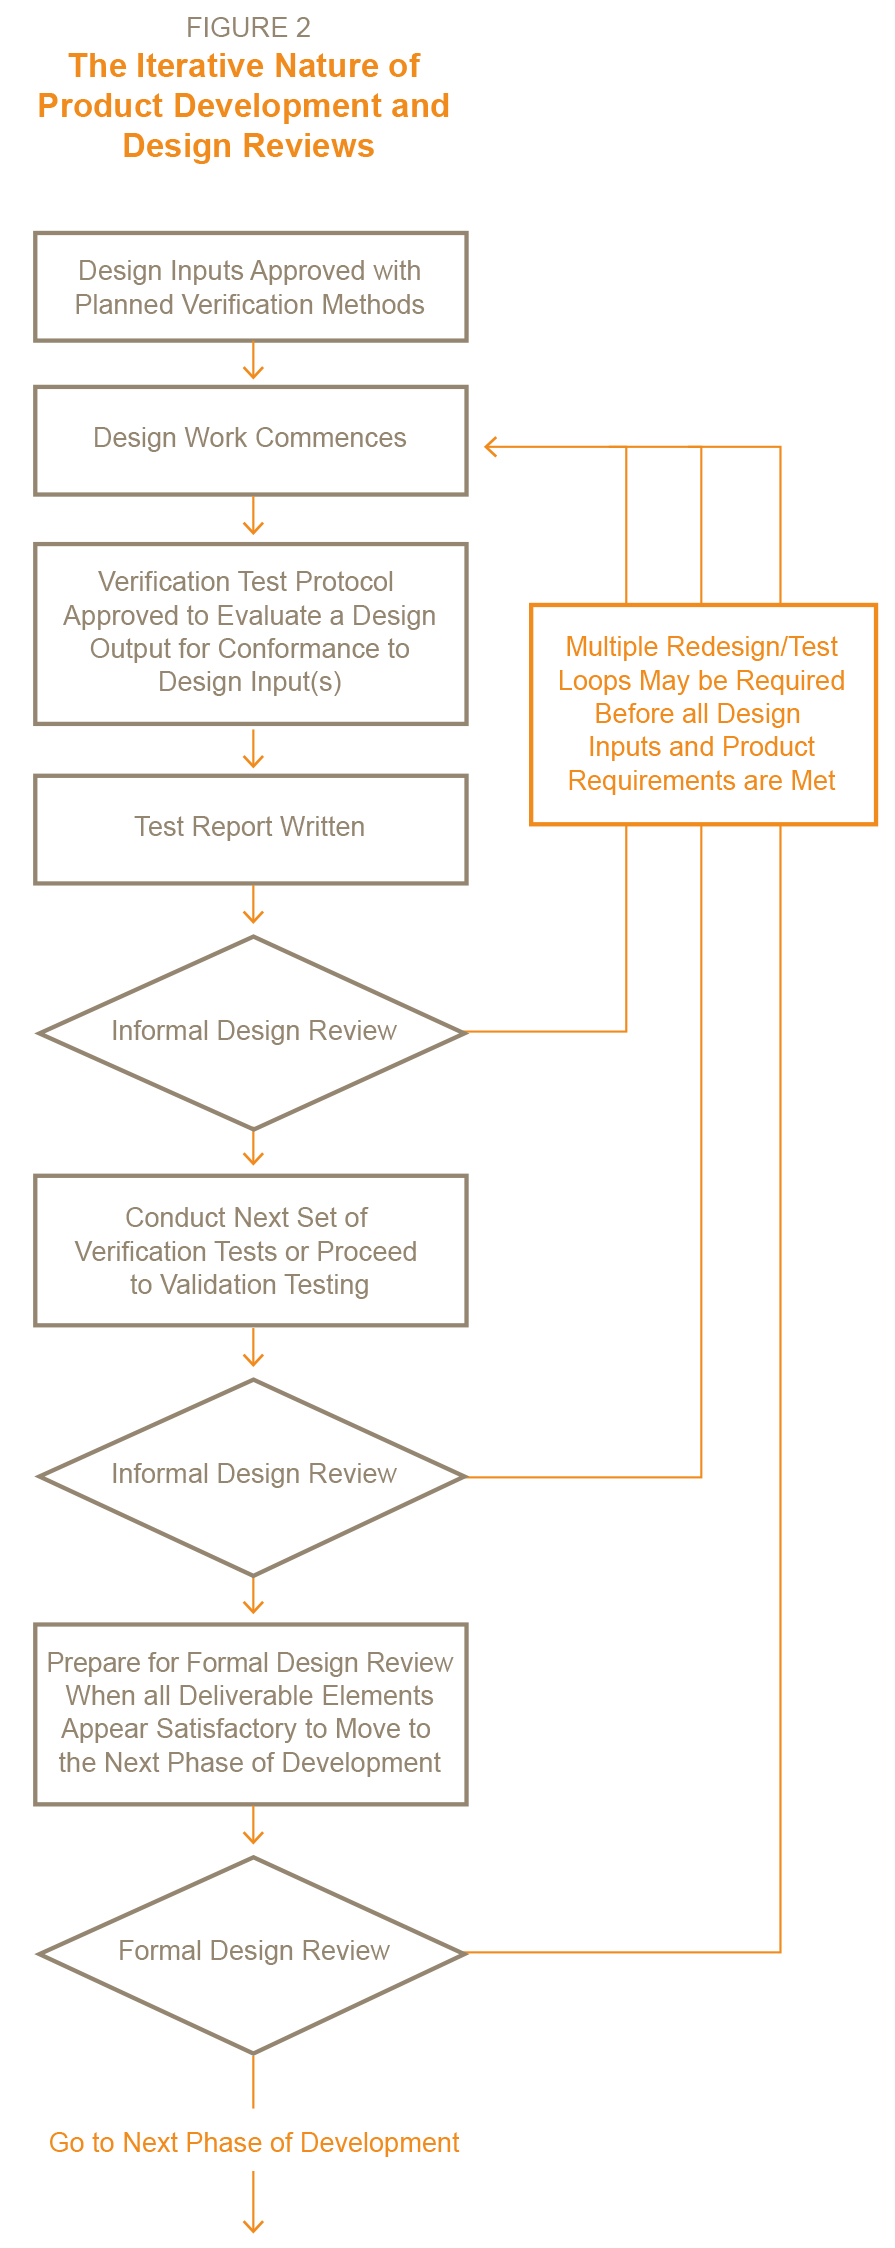 FIGURE 2
The Iterative Nature of
Product Development and
Design Reviews
Design Inputs Approved with
Planned Verification Methods
Design Work Commences
Verification Test Protocol
Approved to Evaluate a Design
Output for Conformance to
Design Input(s)
Multiple Redesign/Test
Loops May be Required
Before all Design
Inputs and Product
Requirements are Met
Test Report Written
Informal Design Review
Conduct Next Set of
Verification Tests or Proceed
to Validation Testing
Informal Design Review
Prepare for Formal Design Review
When all Deliverable Elements
Appear Satisfactory to Move to
the Next Phase of Development
Formal Design Review
Go to Next Phase of Development